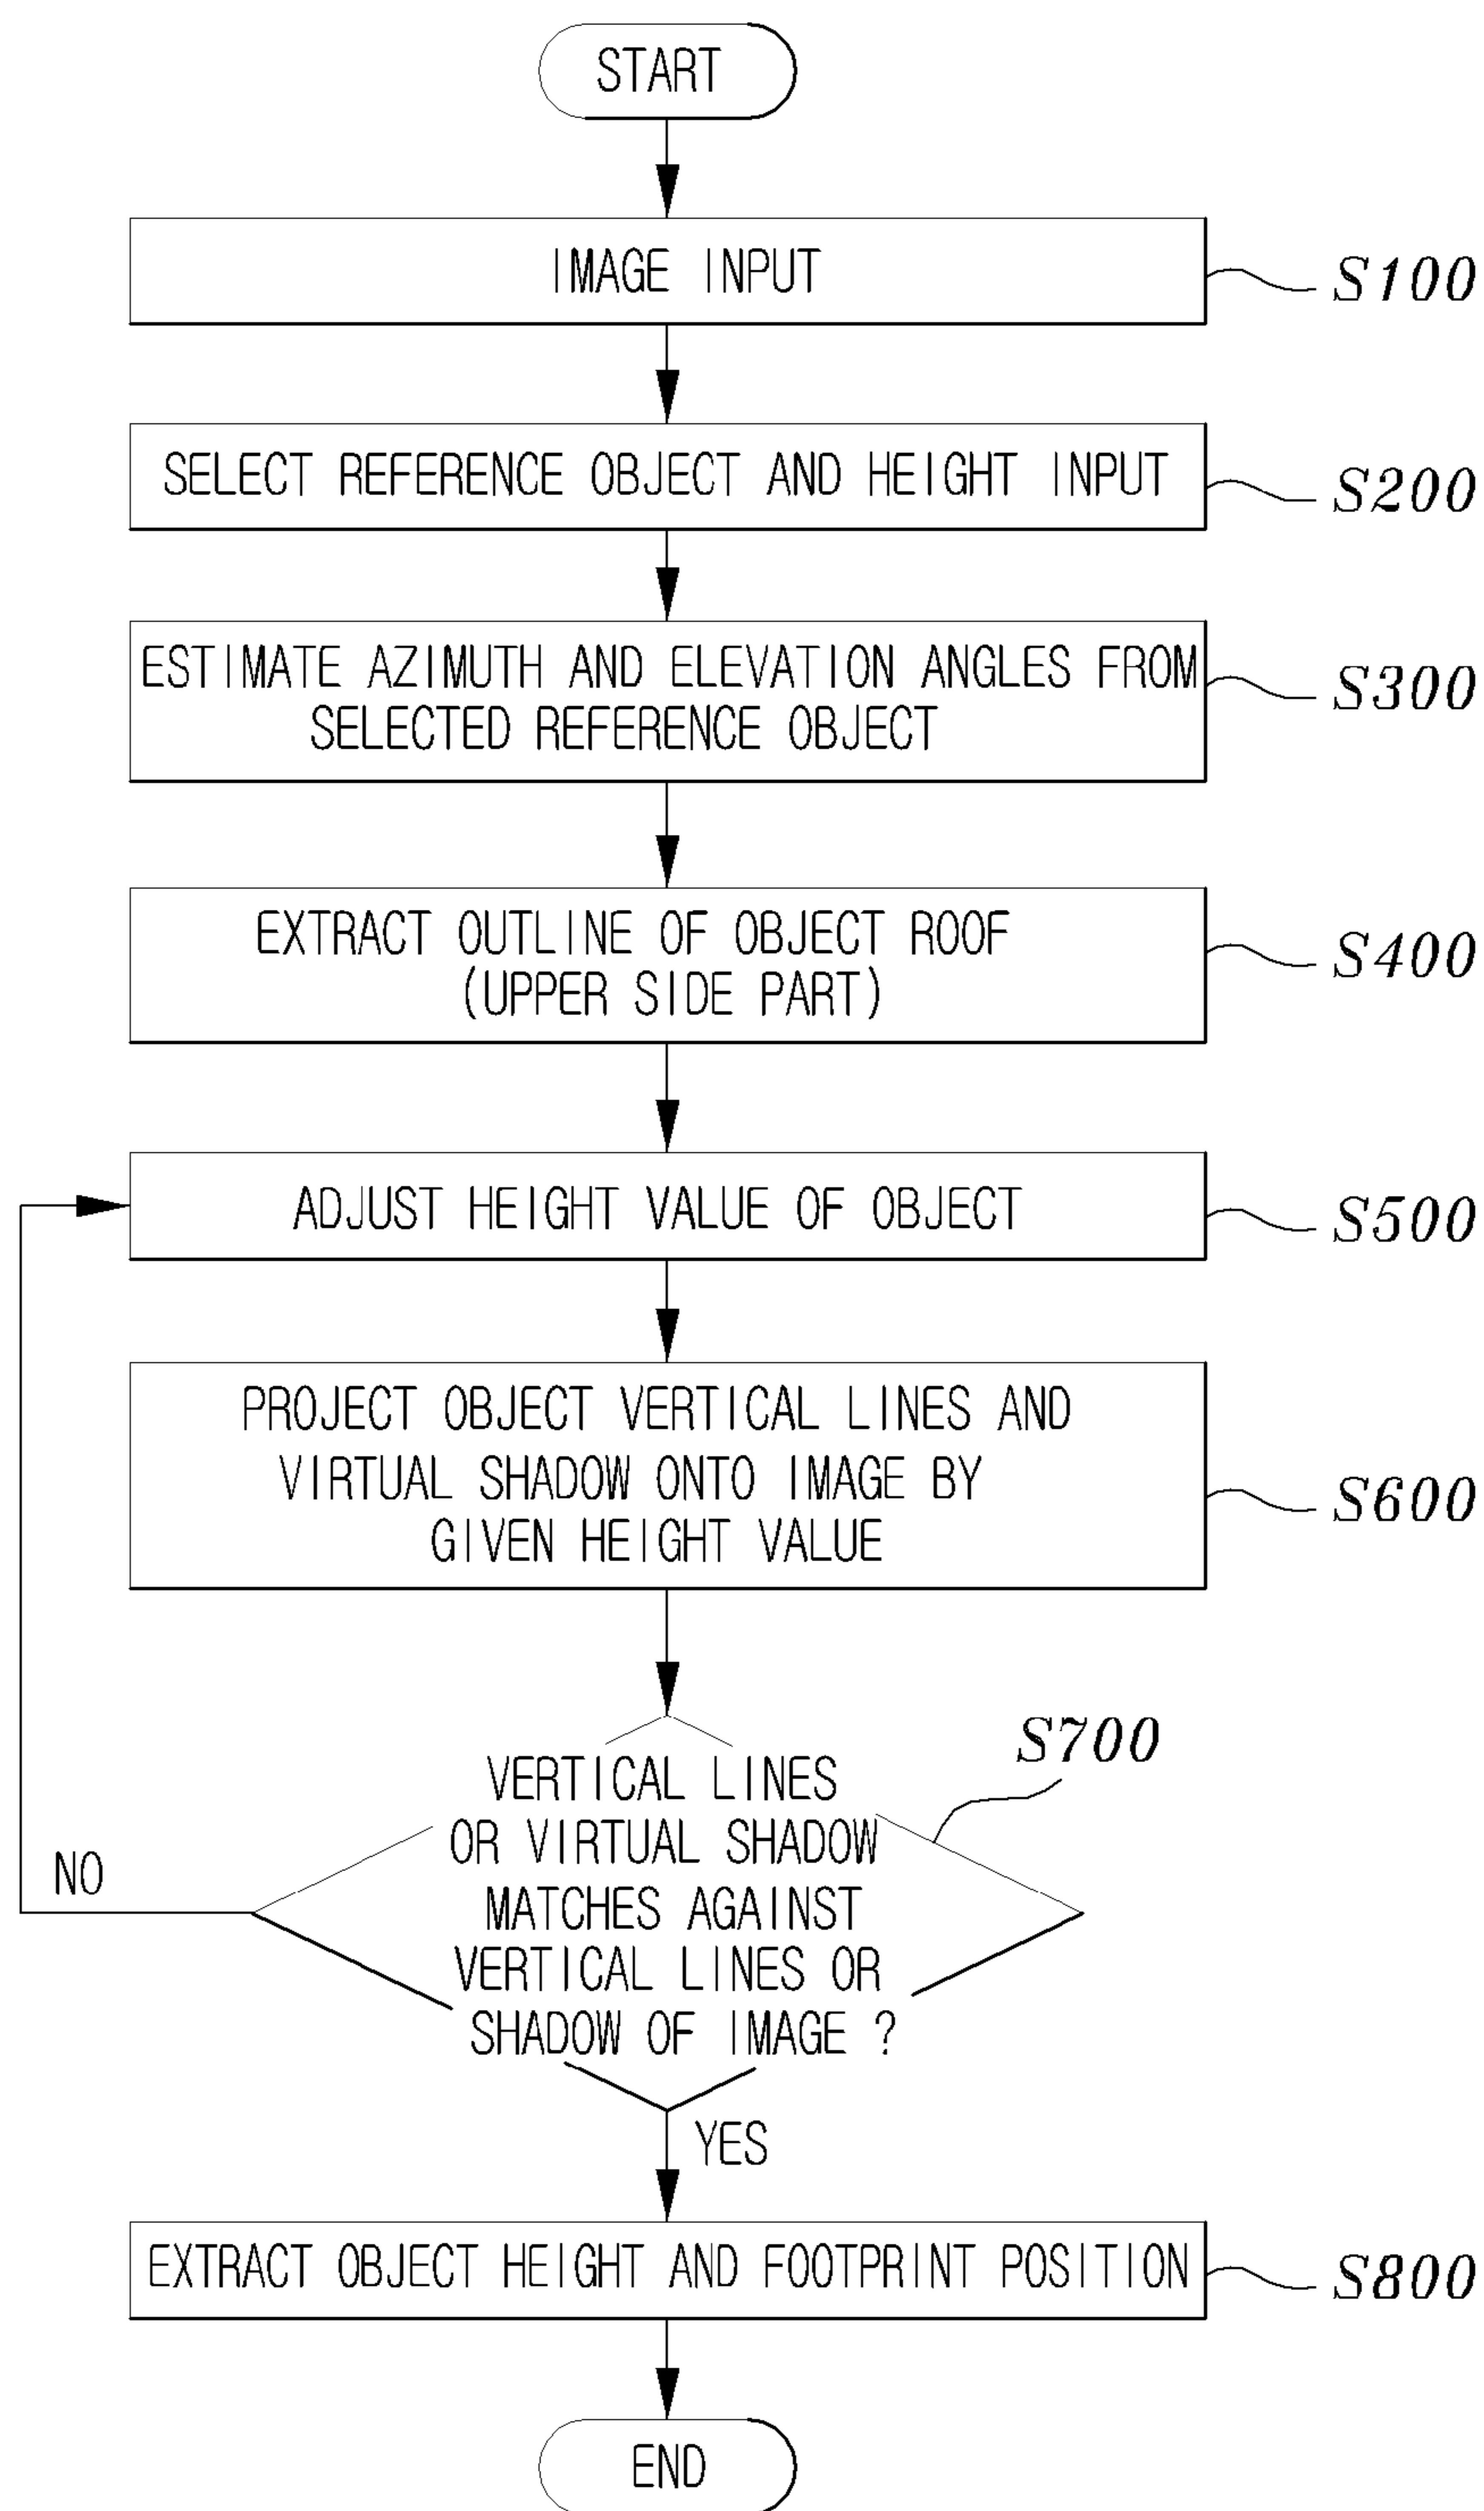 START
IMAGE INPUT
S100
SELECT REFERENCE OBJECT AND HEIGHT INPUT
S200
ESTIMATE AZIMUTH AND ELEVATION ANGLES FROM
SELECTED REFERENCE OBJECT
S300
EXTRACT OUTLINE OF OBJECT ROOF
(UPPER SIDE PART)
S400
ADJUST HEIGHT VALUE OF OBJECT
S500
PROJECT OBJECT VERTICAL LINES AND
VIRTUAL SHADOW ONTO IMAGE BY
GIVEN HEIGHT VALUE
S600
S700
VERTICAL LINES
OR VIRTUAL SHADOW
MATCHES AGAINST
VERTICAL LINES OR
SHADOW OF IMAGE ?
NO
YES
EXTRACT OBJECT HEIGHT AND FOOTPRINT POSITION
S800
END